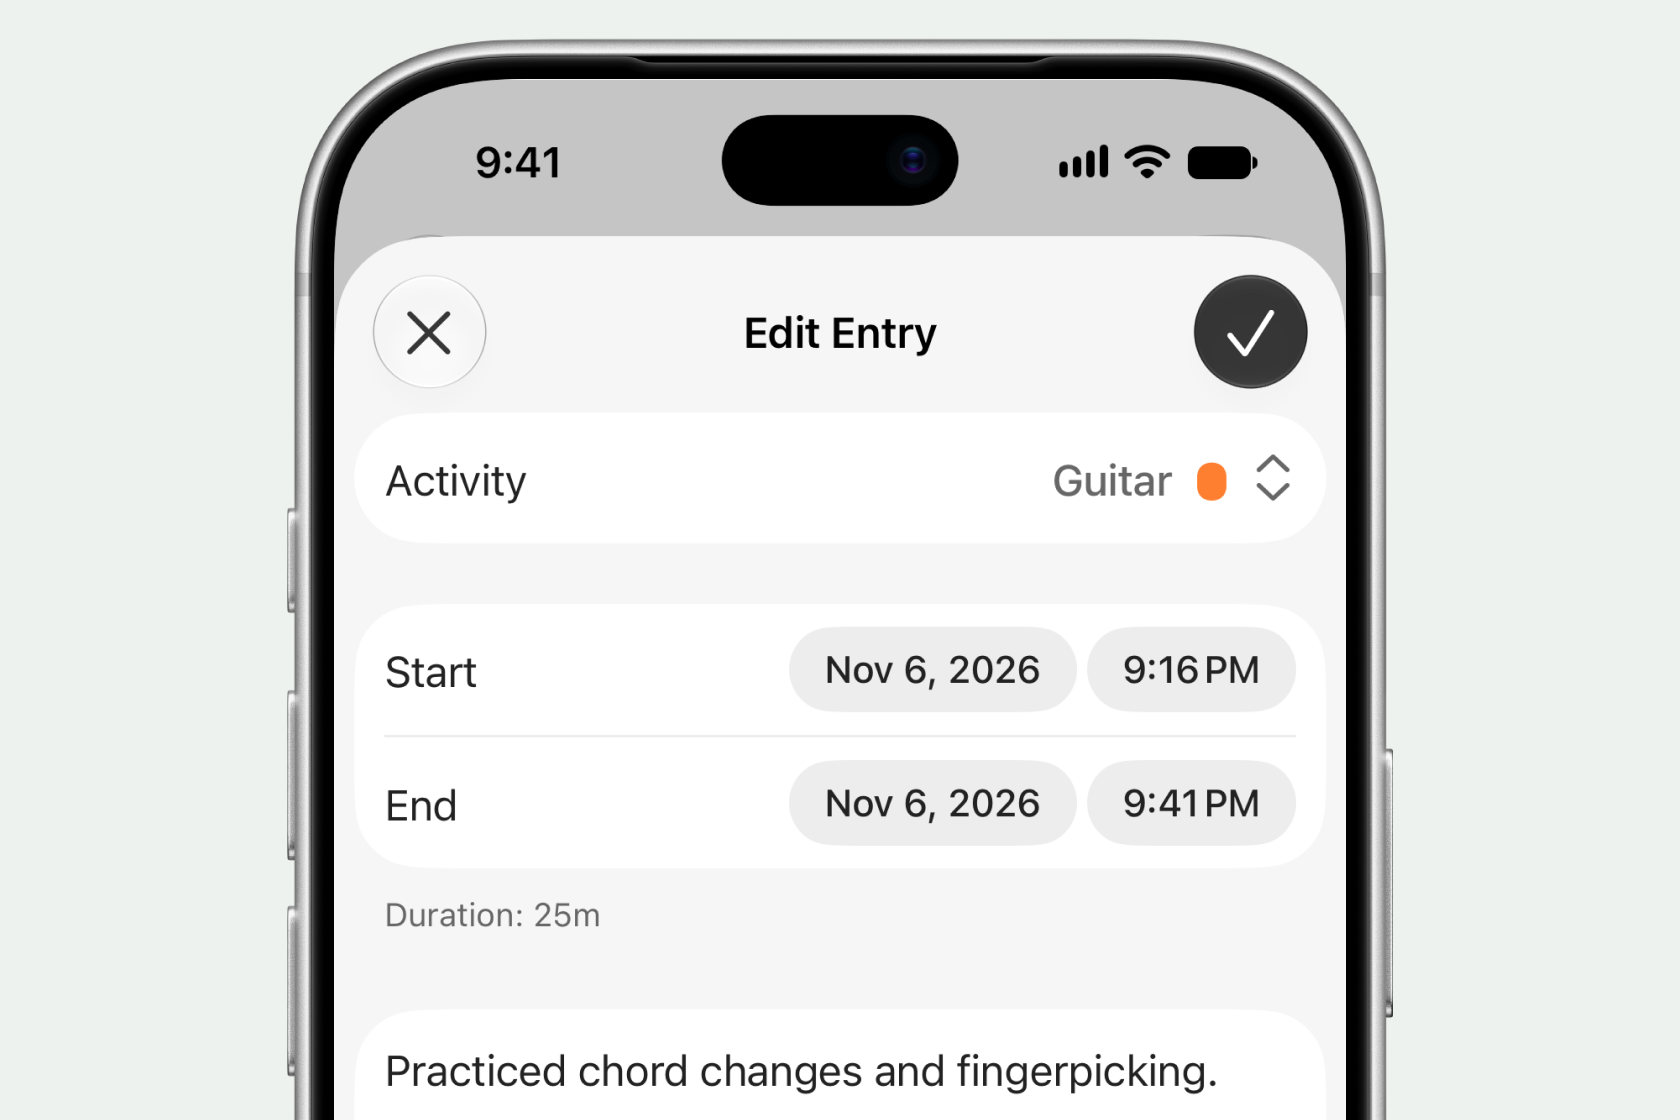 9:41
Edit Entry
Activity Guitar
Start Nov 6, 2026 9:16 PM
End Nov 6, 2026 9:41 PM
Duration: 25m
Practiced chord changes and fingerpicking.